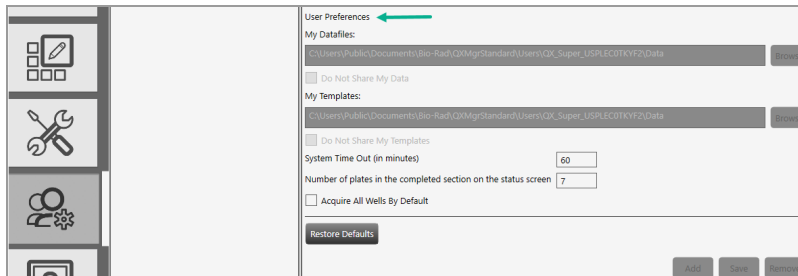 User Preferences
My Datafiles:
C:\Users\Public\Documents\Bio-Rad\QXMgrStandard\Users\QX_Super_USPLEC0TKYF2\Data
Brows
Do Not Share My Data
My Templates:
C:\Users\Public\Documents\Bio-Rad\QXMgrStandard\Users\QX_Super_USPLEC0TKYF2\Data
Brows
Do Not Share My Templates
System Time Out (in minutes) 60
Number of plates in the completed section on the status screen 7
Acquire All Wells By Default
Restore Defaults
Add Save Remove